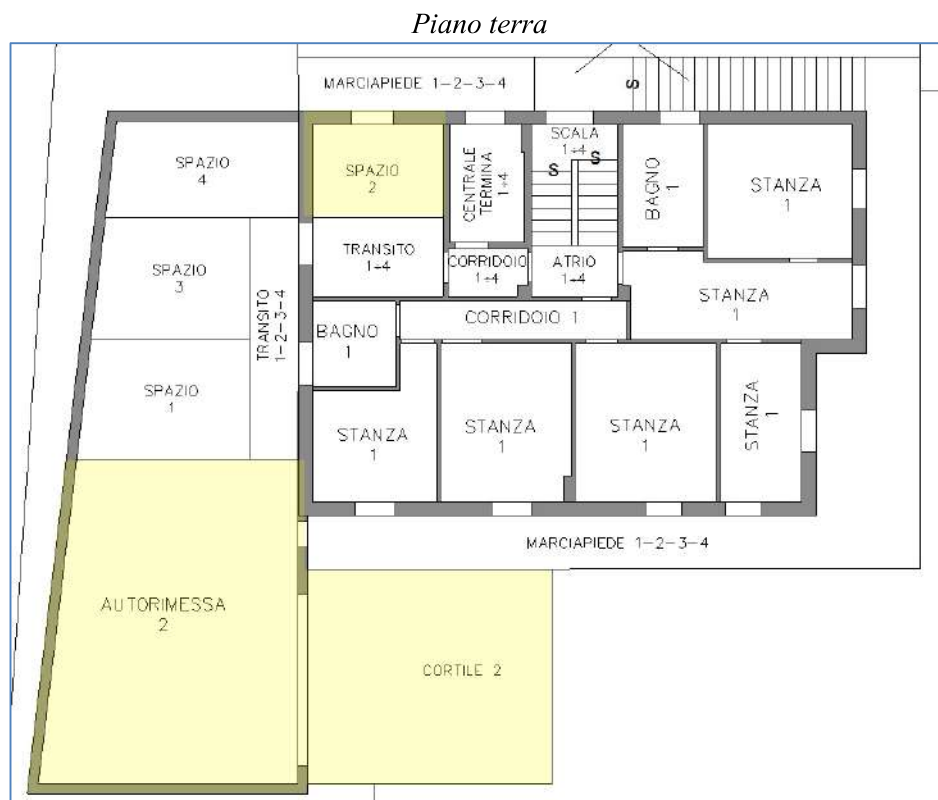 Piano terra
MARCIAPIEDE 1-2-3-4
S
SCALA
1÷4
S
S
SPAZIO
4
SPAZIO
2
CENTRALE
TERMINA
1÷4
BAGNO
1
STANZA
1
TRANSITO
1÷4
CORRIDOIO
1÷4
ATRIO
1÷4
SPAZIO
3
TRANSITO
1-2-3-4
STANZA
1
BAGNO
1
CORRIDOIO 1
SPAZIO
1
STANZA
1
STANZA
1
STANZA
1
STANZA
1
MARCIAPIEDE 1-2-3-4
AUTORIMESSA
2
CORTILE 2